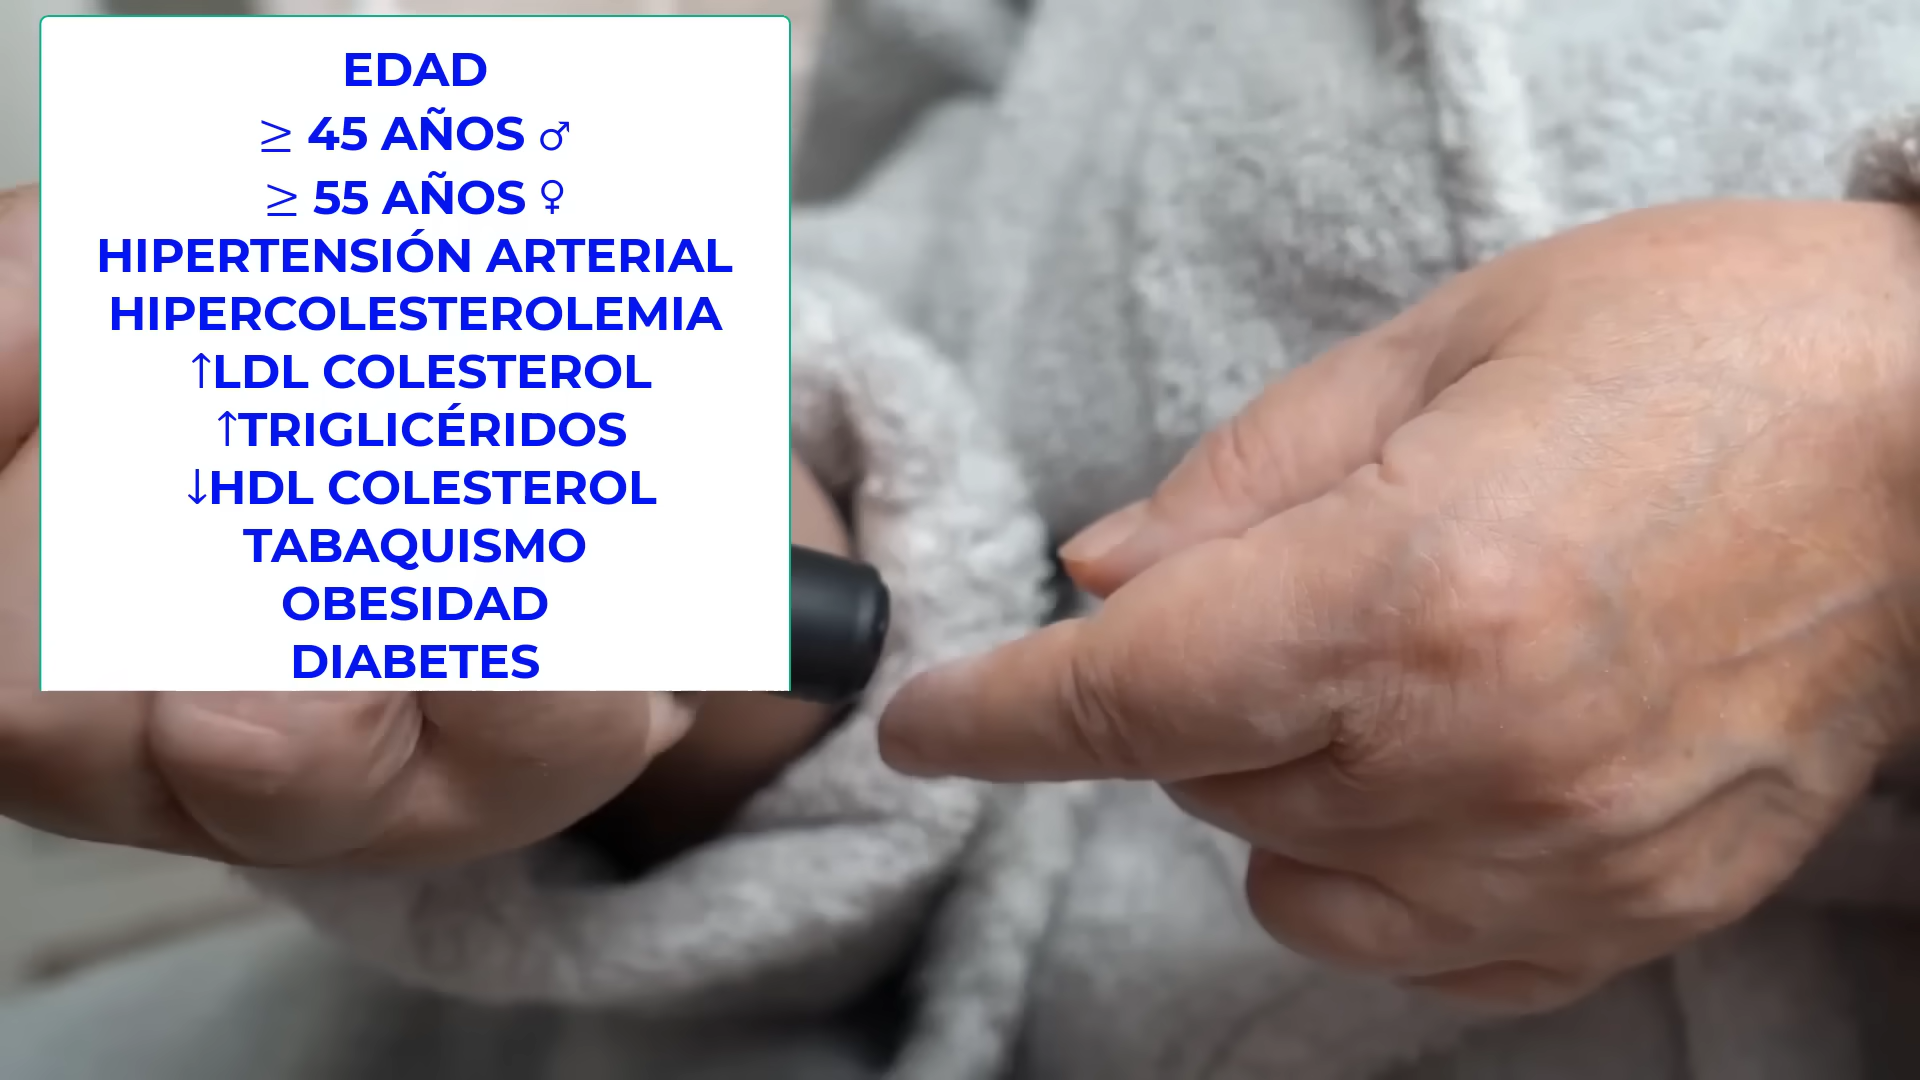 EDAD
≥ 45 AÑOS ♂
≥ 55 AÑOS ♀
HIPERTENSIÓN ARTERIAL
HIPERCOLESTEROLEMIA
↑LDL COLESTEROL
↑TRIGLICÉRIDOS
↓HDL COLESTEROL
TABAQUISMO
OBESIDAD
DIABETES